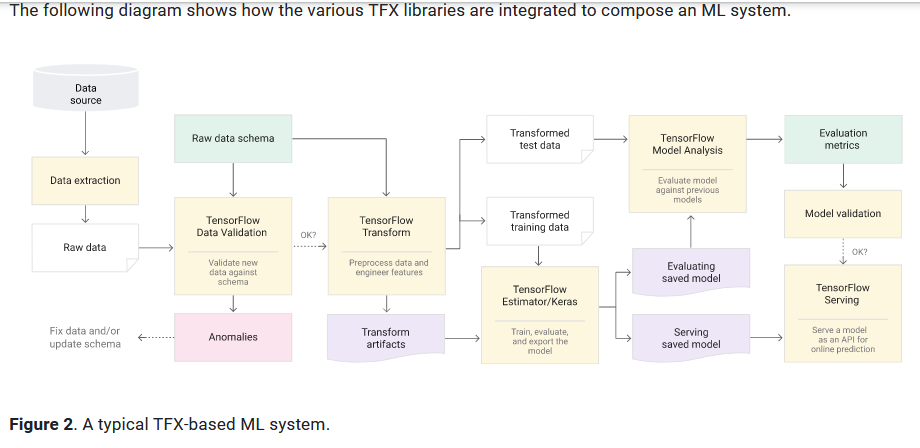 The following diagram shows how the various TFX libraries are integrated to compose an ML system.
Data
source
Data extraction
Raw data
Raw data schema
TensorFlow
Data Validation
Validate new
data against
schema
Anomalies
Fix data and/or
update schema
OK?
TensorFlow
Transform
Preprocess data and
engineer features
Transform
artifacts
Transformed
test data
Transformed
training data
TensorFlow
Estimator/Keras
Train, evaluate,
and export the
model
TensorFlow
Model Analysis
Evaluate model
against previous
models
Evaluating
saved model
Serving
saved model
Evaluation
metrics
Model validation
OK?
TensorFlow
Serving
Serve a model
as an API for
online prediction
Figure 2. A typical TFX-based ML system.